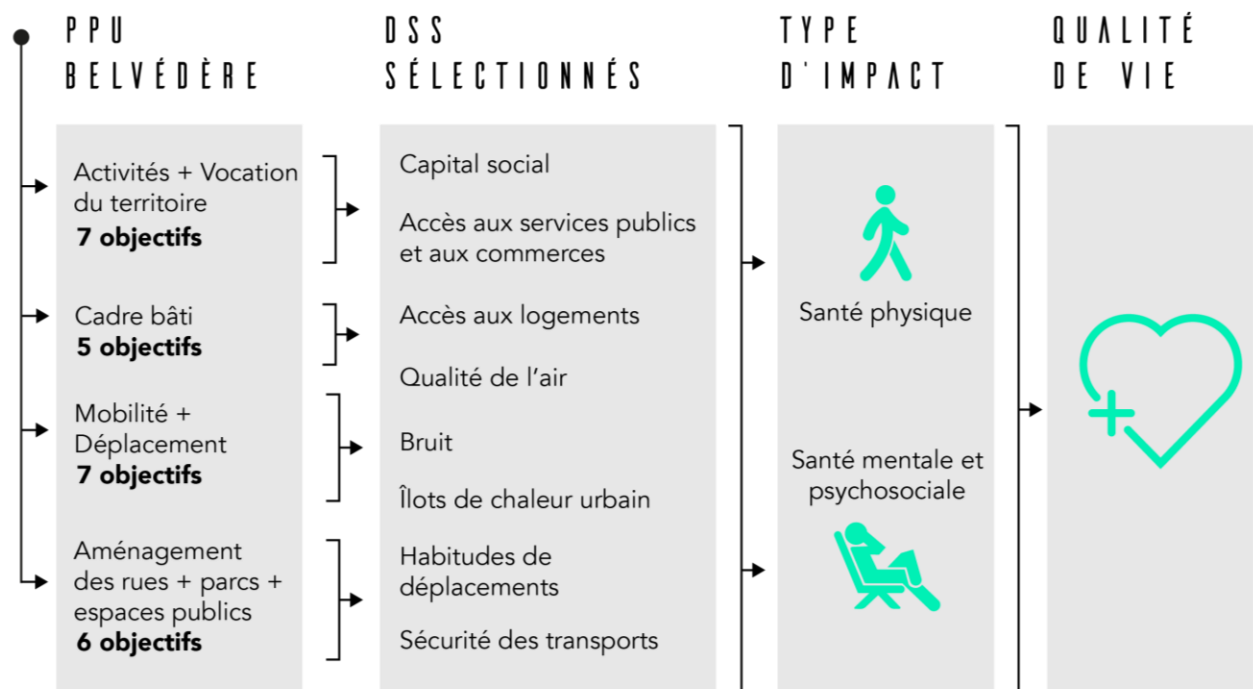 PPU
BELVÉDÈRE
Activités + Vocation
du territoire
7 objectifs
Cadre bâti
5 objectifs
Mobilité +
Déplacement
7 objectifs
Aménagement
des rues + parcs +
espaces publics
6 objectifs
DSS
SÉLECTIONNÉS
Capital social
Accès aux services publics
et aux commerces
Accès aux logements
Qualité de l’air
Bruit
Îlots de chaleur urbain
Habitudes de
déplacements
Sécurité des transports
TYPE
D'IMPACT
Santé physique
Santé mentale et
psychosociale
QUALITÉ
DE VIE